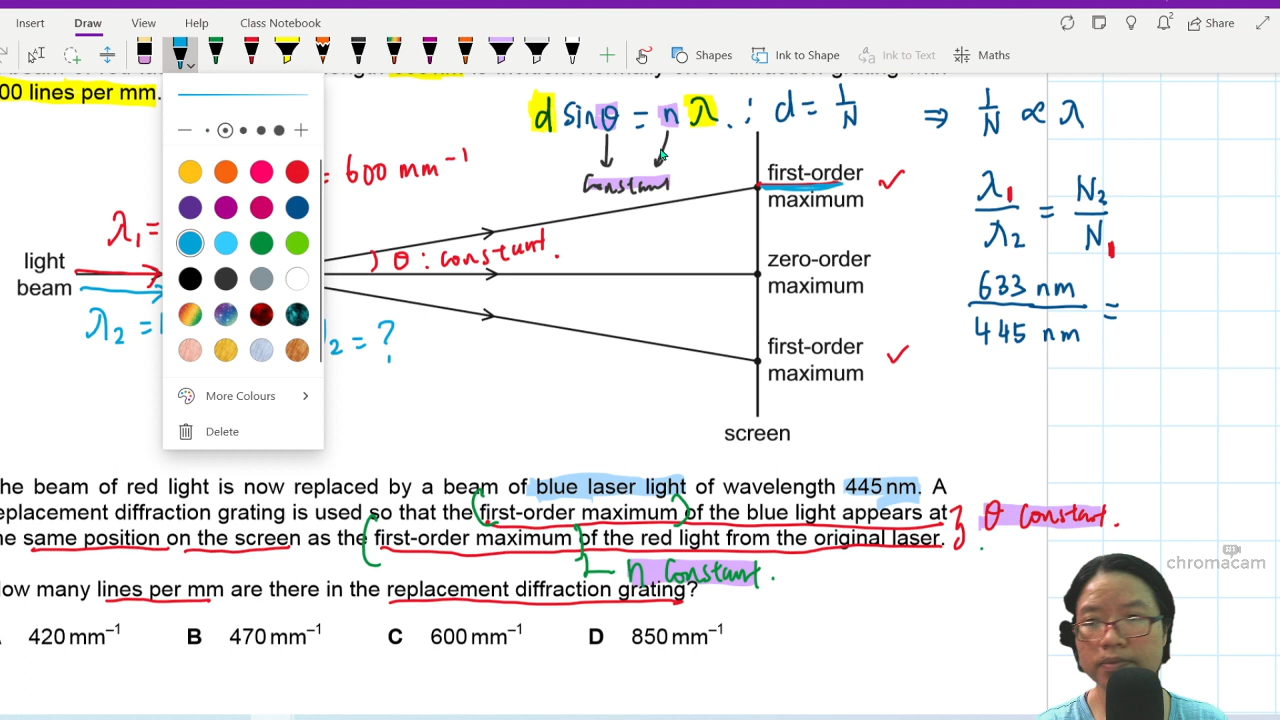 Insert Draw View Help Class Notebook Share
Shapes Ink to Shape Ink to Text Maths
00 lines per mm.
d sinθ = nλ. ∵ d = 1/N ⇒ 1/N ∝ λ
constant
= 600 mm⁻¹
first-order
maximum
λ₁/λ₂ = N₂/N₁
λ₁ =
θ : constant.
light
beam
zero-order
maximum
633 nm / 445 nm =
λ₂ =
₂ = ?
first-order
maximum
More Colours
Delete
screen
he beam of red light is now replaced by a beam of blue laser light of wavelength 445 nm. A
eplacement diffraction grating is used so that the first-order maximum of the blue light appears at
θ constant.
e same position on the screen as the first-order maximum of the red light from the original laser.
chromacam
n constant.
ow many lines per mm are there in the replacement diffraction grating?
420 mm⁻¹ B 470 mm⁻¹ C 600 mm⁻¹ D 850 mm⁻¹